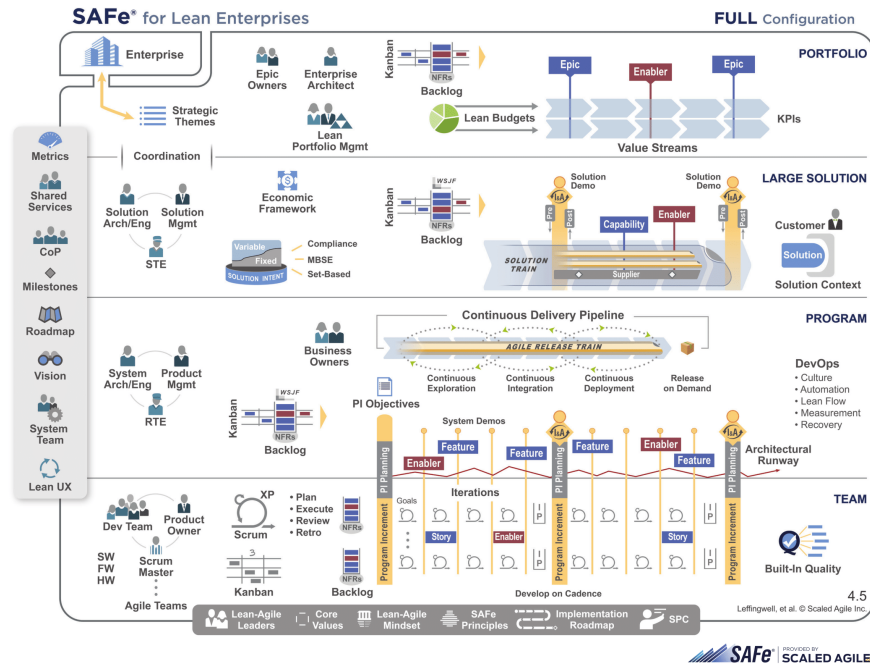 SAFe® for Lean Enterprises
FULL Configuration
Enterprise
Strategic
Themes
Epic
Owners
Enterprise
Architect
Lean
Portfolio Mgmt
Kanban
NFRs
Backlog
Lean Budgets
Epic
Enabler
Epic
Value Streams
KPIs
PORTFOLIO
Metrics
Shared
Services
CoP
Milestones
Roadmap
Vision
System
Team
Lean UX
Coordination
Solution
Arch/Eng
Solution
Mgmt
STE
Economic
Framework
Variable
Fixed
SOLUTION INTENT
Compliance
MBSE
Set-Based
Kanban
WSJF
NFRs
Backlog
Solution
Demo
I&A
Pre
Post
Capability
Enabler
Solution
Demo
I&A
Pre
Post
SOLUTION
TRAIN
Supplier
LARGE SOLUTION
Customer
Solution
Solution Context
PROGRAM
System
Arch/Eng
Product
Mgmt
RTE
Business
Owners
Continuous Delivery Pipeline
AGILE RELEASE TRAIN
Continuous
Exploration
Continuous
Integration
Continuous
Deployment
Release
on Demand
DevOps
• Culture
• Automation
• Lean Flow
• Measurement
• Recovery
Kanban
WSJF
NFRs
Backlog
PI Objectives
System Demos
PI Planning
Enabler
Feature
Feature
I&A
PI Planning
Feature
Enabler
Feature
I&A
PI Planning
Architectural
Runway
TEAM
Dev Team
Product
Owner
Scrum
Master
SW
FW
HW
Agile Teams
XP
Scrum
3
Kanban
• Plan
• Execute
• Review
• Retro
NFRs
NFRs
Backlog
Program Increment
Goals
Iterations
Story
Enabler
I
P
I
P
Program Increment
Story
I
P
I
P
Program Increment
Develop on Cadence
Built-In Quality
4.5
Leffingwell, et al. © Scaled Agile Inc.
Lean-Agile
Leaders
Core
Values
Lean-Agile
Mindset
SAFe
Principles
Implementation
Roadmap
SPC
SAFe® PROVIDED BY
SCALED AGILE